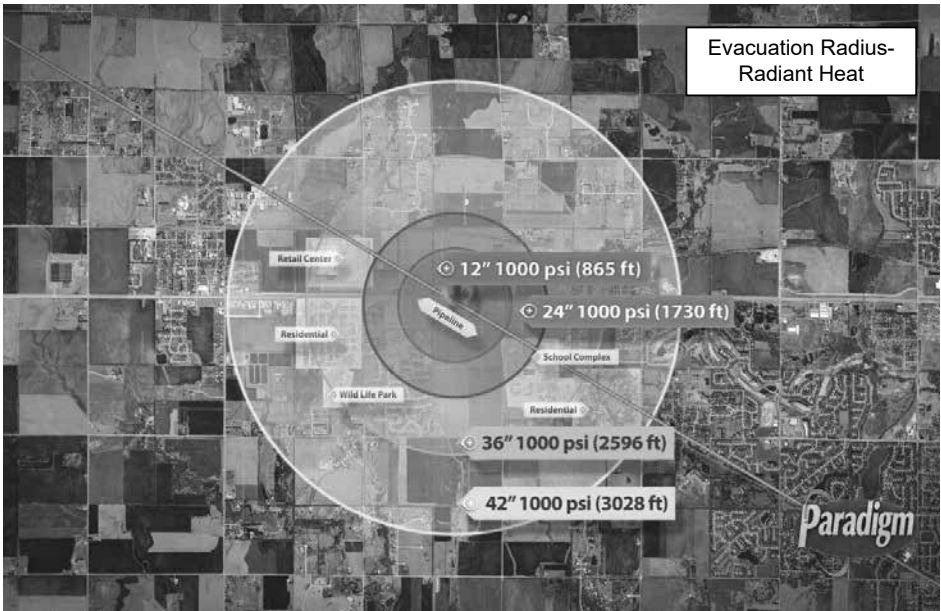 Evacuation Radius-
Radiant Heat
Retail Center
12" 1000 psi (865 ft)
24" 1000 psi (1730 ft)
Pipeline
Residential
School Complex
Wild Life Park
Residential
36" 1000 psi (2596 ft)
42" 1000 psi (3028 ft)
Paradigm